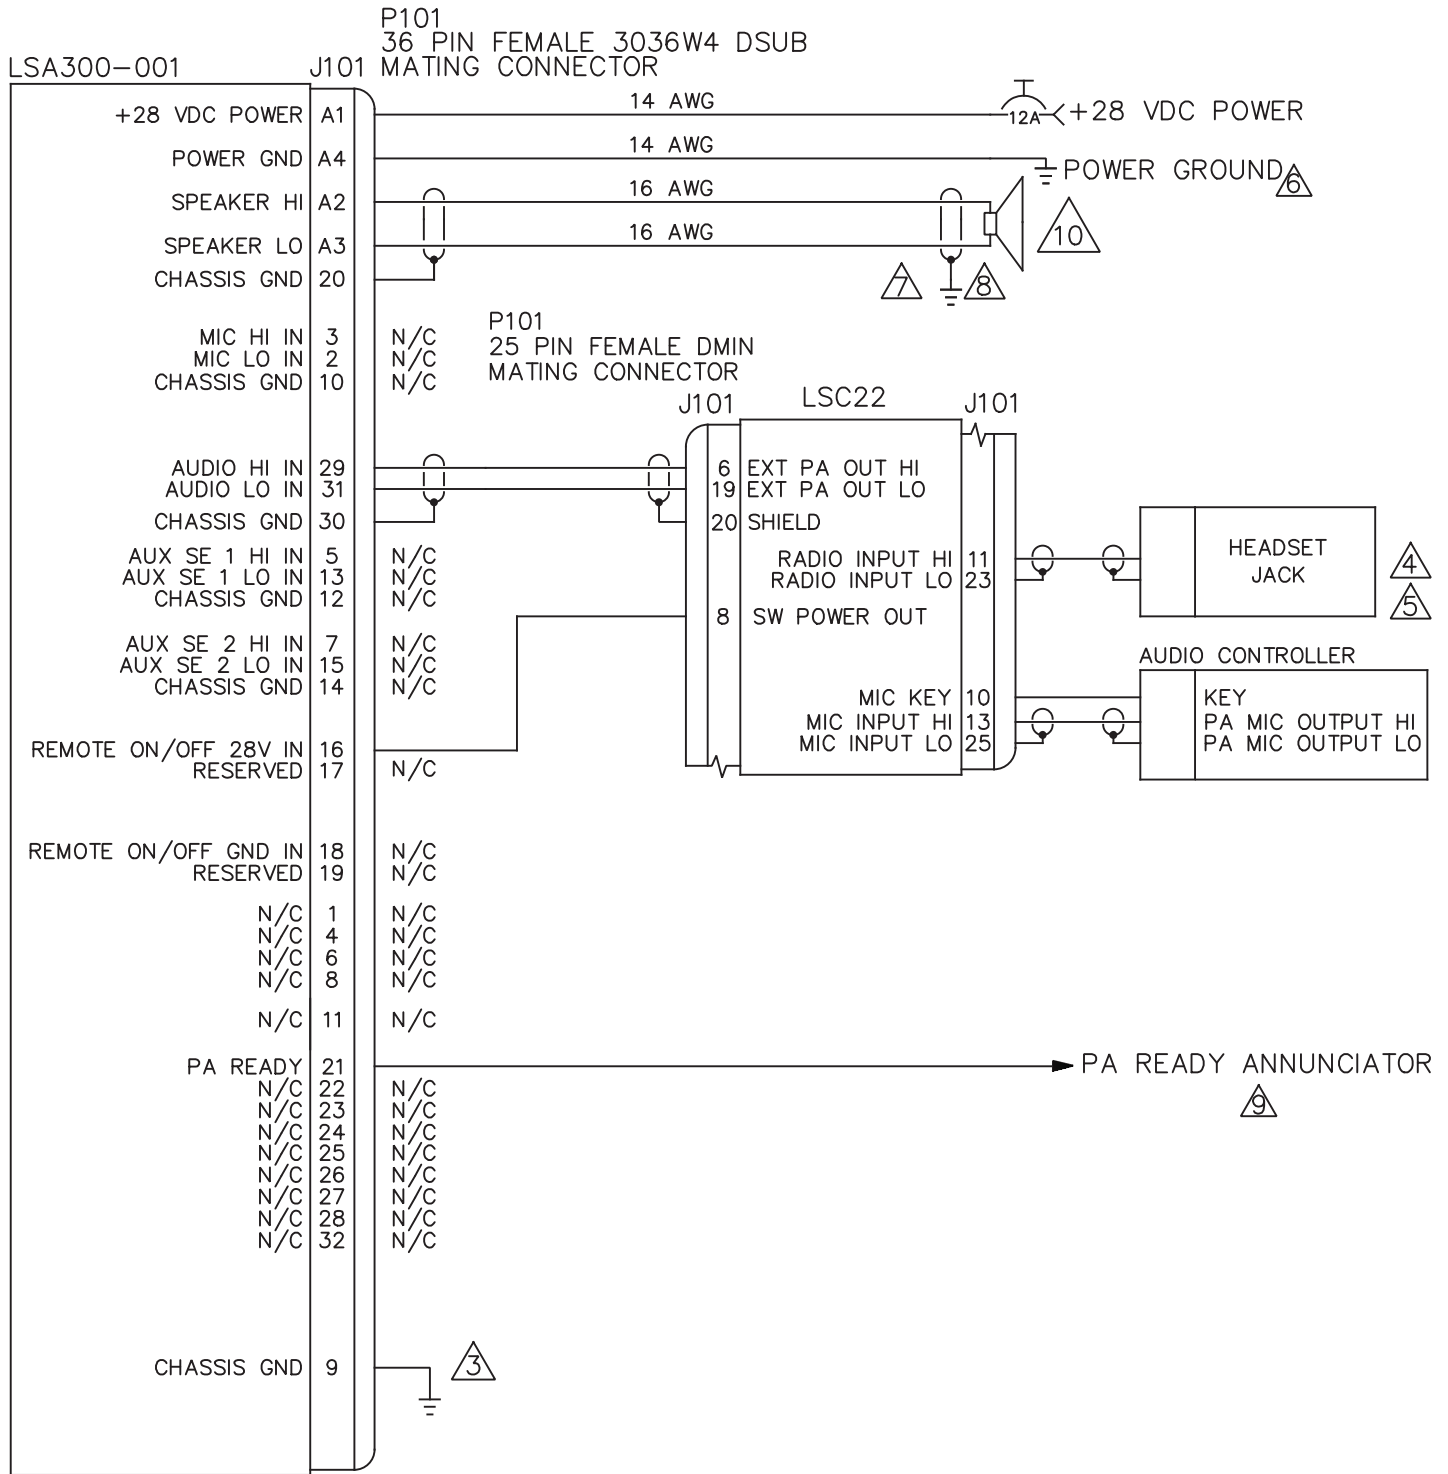 P101
36 PIN FEMALE 3036W4 DSUB
LSA300-001 J101 MATING CONNECTOR
+28 VDC POWER A1 14 AWG 12A +28 VDC POWER
POWER GND A4 14 AWG POWER GROUND 6
SPEAKER HI A2 16 AWG
SPEAKER LO A3 16 AWG 10
CHASSIS GND 20 7 8
P101
MIC HI IN 3 N/C
25 PIN FEMALE DMIN
MIC LO IN 2 N/C
MATING CONNECTOR
CHASSIS GND 10 N/C
J101 LSC22 J101
AUDIO HI IN 29 6 EXT PA OUT HI
AUDIO LO IN 31 19 EXT PA OUT LO
CHASSIS GND 30 20 SHIELD
AUX SE 1 HI IN 5 N/C RADIO INPUT HI 11 HEADSET
AUX SE 1 LO IN 13 N/C RADIO INPUT LO 23 JACK 4
CHASSIS GND 12 N/C 5
8 SW POWER OUT
AUX SE 2 HI IN 7 N/C
AUX SE 2 LO IN 15 N/C AUDIO CONTROLLER
CHASSIS GND 14 N/C
MIC KEY 10 KEY
MIC INPUT HI 13 PA MIC OUTPUT HI
MIC INPUT LO 25 PA MIC OUTPUT LO
REMOTE ON/OFF 28V IN 16
RESERVED 17 N/C
REMOTE ON/OFF GND IN 18 N/C
RESERVED 19 N/C
N/C 1 N/C
N/C 4 N/C
N/C 6 N/C
N/C 8 N/C
N/C 11 N/C
PA READY 21 PA READY ANNUNCIATOR
N/C 22 N/C
9
N/C 23 N/C
N/C 24 N/C
N/C 25 N/C
N/C 26 N/C
N/C 27 N/C
N/C 28 N/C
N/C 32 N/C
CHASSIS GND 9 3